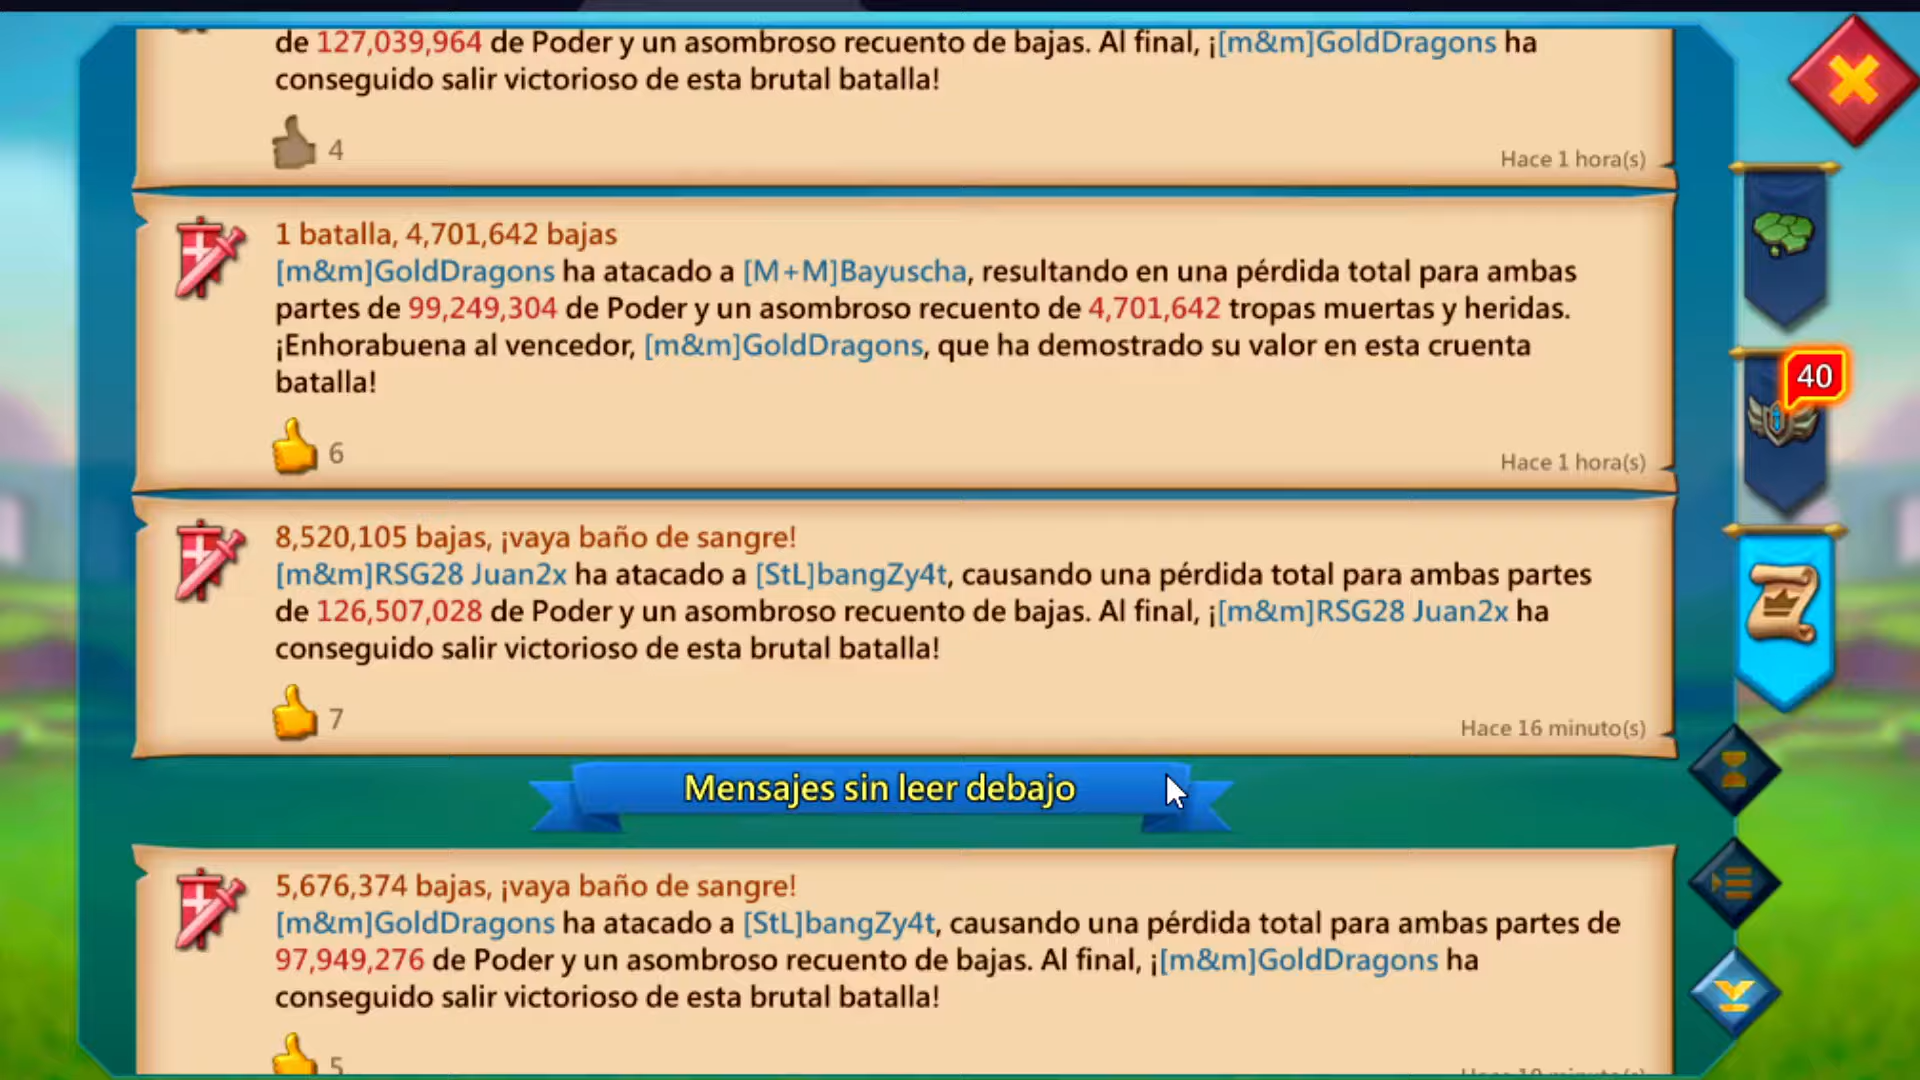 de 127,039,964 de Poder y un asombroso recuento de bajas. Al final, ¡[m&m]GoldDragons ha
conseguido salir victorioso de esta brutal batalla!
4
Hace 1 hora(s)
1 batalla, 4,701,642 bajas
[m&m]GoldDragons ha atacado a [M+M]Bayuscha, resultando en una pérdida total para ambas
partes de 99,249,304 de Poder y un asombroso recuento de 4,701,642 tropas muertas y heridas.
¡Enhorabuena al vencedor, [m&m]GoldDragons, que ha demostrado su valor en esta cruenta
batalla!
6
Hace 1 hora(s)
40
8,520,105 bajas, ¡vaya baño de sangre!
[m&m]RSG28 Juan2x ha atacado a [StL]bangZy4t, causando una pérdida total para ambas partes
de 126,507,028 de Poder y un asombroso recuento de bajas. Al final, ¡[m&m]RSG28 Juan2x ha
conseguido salir victorioso de esta brutal batalla!
7
Hace 16 minuto(s)
Mensajes sin leer debajo
5,676,374 bajas, ¡vaya baño de sangre!
[m&m]GoldDragons ha atacado a [StL]bangZy4t, causando una pérdida total para ambas partes de
97,949,276 de Poder y un asombroso recuento de bajas. Al final, ¡[m&m]GoldDragons ha
conseguido salir victorioso de esta brutal batalla!
5